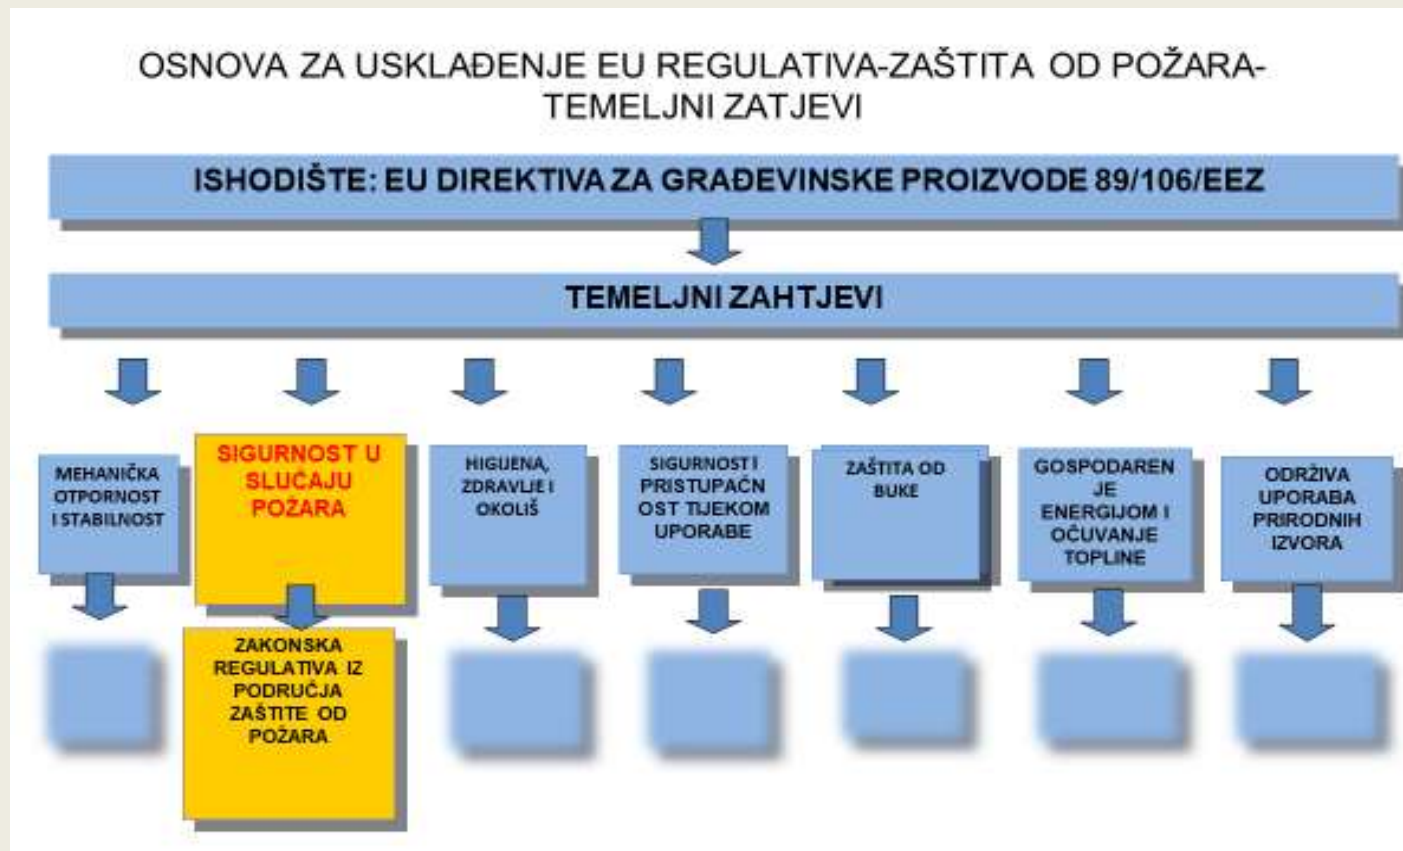 OSNOVA ZA USKLAĐENJE EU REGULATIVA-ZAŠTITA OD POŽARA-
TEMELJNI ZATJEVI
ISHODIŠTE: EU DIREKTIVA ZA GRAĐEVINSKE PROIZVODE 89/106/EEZ
TEMELJNI ZAHTJEVI
MEHANIČKA
OTPORNOST
I STABILNOST
SIGURNOST U
SLUČAJU
POŽARA
HIGIJENA,
ZDRAVLJE I
OKOLIŠ
SIGURNOST I
PRISTUPAČN
OST TIJEKOM
UPORABE
ZAŠTITA OD
BUKE
GOSPODAREN
JE
ENERGIJOM I
OČUVANJE
TOPLINE
ODRŽIVA
UPORABA
PRIRODNIH
IZVORA
ZAKONSKA
REGULATIVA IZ
PODRUČJA
ZAŠTITE OD
POŽARA